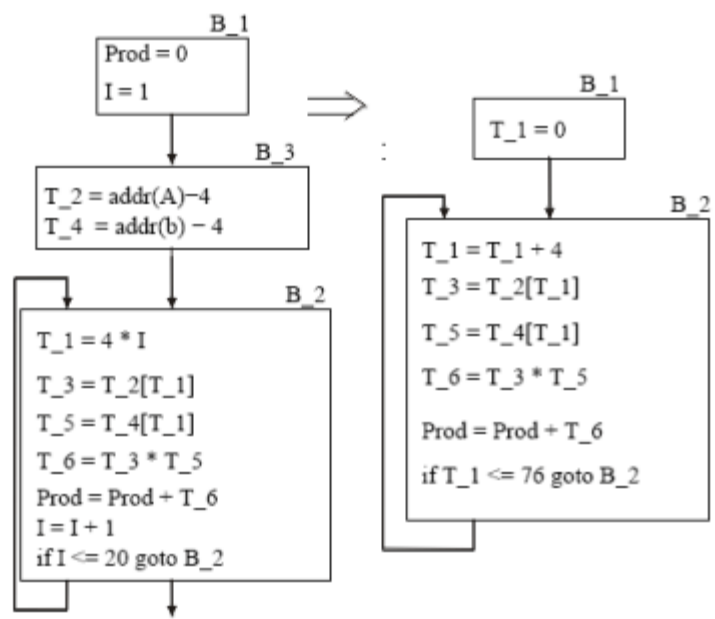 B_1
Prod = 0
I = 1
B_3
T_2 = addr(A)−4
T_4 = addr(b) − 4
B_2
T_1 = 4 * I
T_3 = T_2[T_1]
T_5 = T_4[T_1]
T_6 = T_3 * T_5
Prod = Prod + T_6
I = I + 1
if I <= 20 goto B_2
:
B_1
T_1 = 0
B_2
T_1 = T_1 + 4
T_3 = T_2[T_1]
T_5 = T_4[T_1]
T_6 = T_3 * T_5
Prod = Prod + T_6
if T_1 <= 76 goto B_2